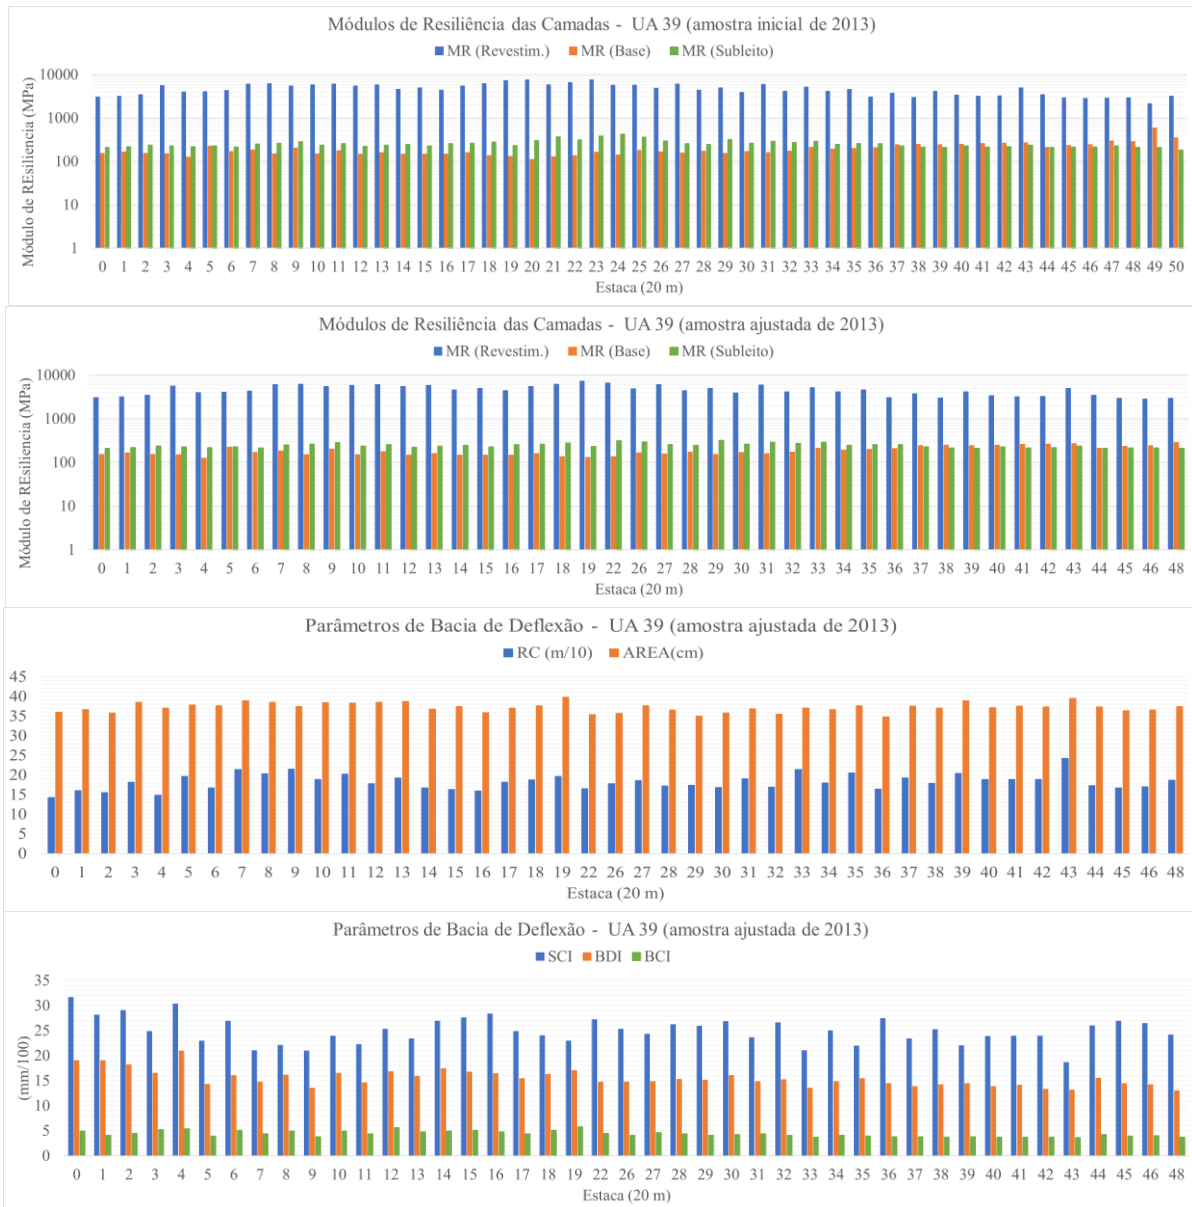 Módulos de Resiliência das Camadas - UA 39 (amostra inicial de 2013)
MR (Revestim.) MR (Base) MR (Subleito)
Módulo de REsiliencia (MPa)
10000
1000
100
10
1
0 1 2 3 4 5 6 7 8 9 10 11 12 13 14 15 16 17 18 19 20 21 22 23 24 25 26 27 28 29 30 31 32 33 34 35 36 37 38 39 40 41 42 43 44 45 46 47 48 49 50
Estaca (20 m)
Módulos de Resiliência das Camadas - UA 39 (amostra ajustada de 2013)
MR (Revestim.) MR (Base) MR (Subleito)
Módulo de REsiliencia (MPa)
10000
1000
100
10
1
0 1 2 3 4 5 6 7 8 9 10 11 12 13 14 15 16 17 18 19 22 26 27 28 29 30 31 32 33 34 35 36 37 38 39 40 41 42 43 44 45 46 48
Estaca (20 m)
Parâmetros de Bacia de Deflexão - UA 39 (amostra ajustada de 2013)
RC (m/10) AREA(cm)
45
40
35
30
25
20
15
10
5
0
0 1 2 3 4 5 6 7 8 9 10 11 12 13 14 15 16 17 18 19 22 26 27 28 29 30 31 32 33 34 35 36 37 38 39 40 41 42 43 44 45 46 48
Estaca (20 m)
Parâmetros de Bacia de Deflexão - UA 39 (amostra ajustada de 2013)
SCI BDI BCI
(mm/100)
35
30
25
20
15
10
5
0
0 1 2 3 4 5 6 7 8 9 10 11 12 13 14 15 16 17 18 19 22 26 27 28 29 30 31 32 33 34 35 36 37 38 39 40 41 42 43 44 45 46 48
Estaca (20 m)